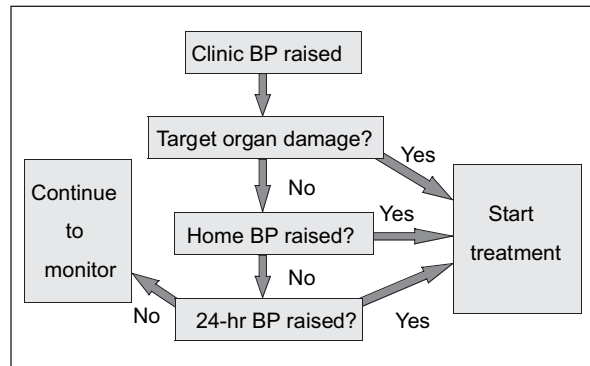 Clinic BP raised
Target organ damage?
Yes
No
Continue
to
monitor
Home BP raised?
Yes
Start
treatment
No
24-hr BP raised?
No
Yes